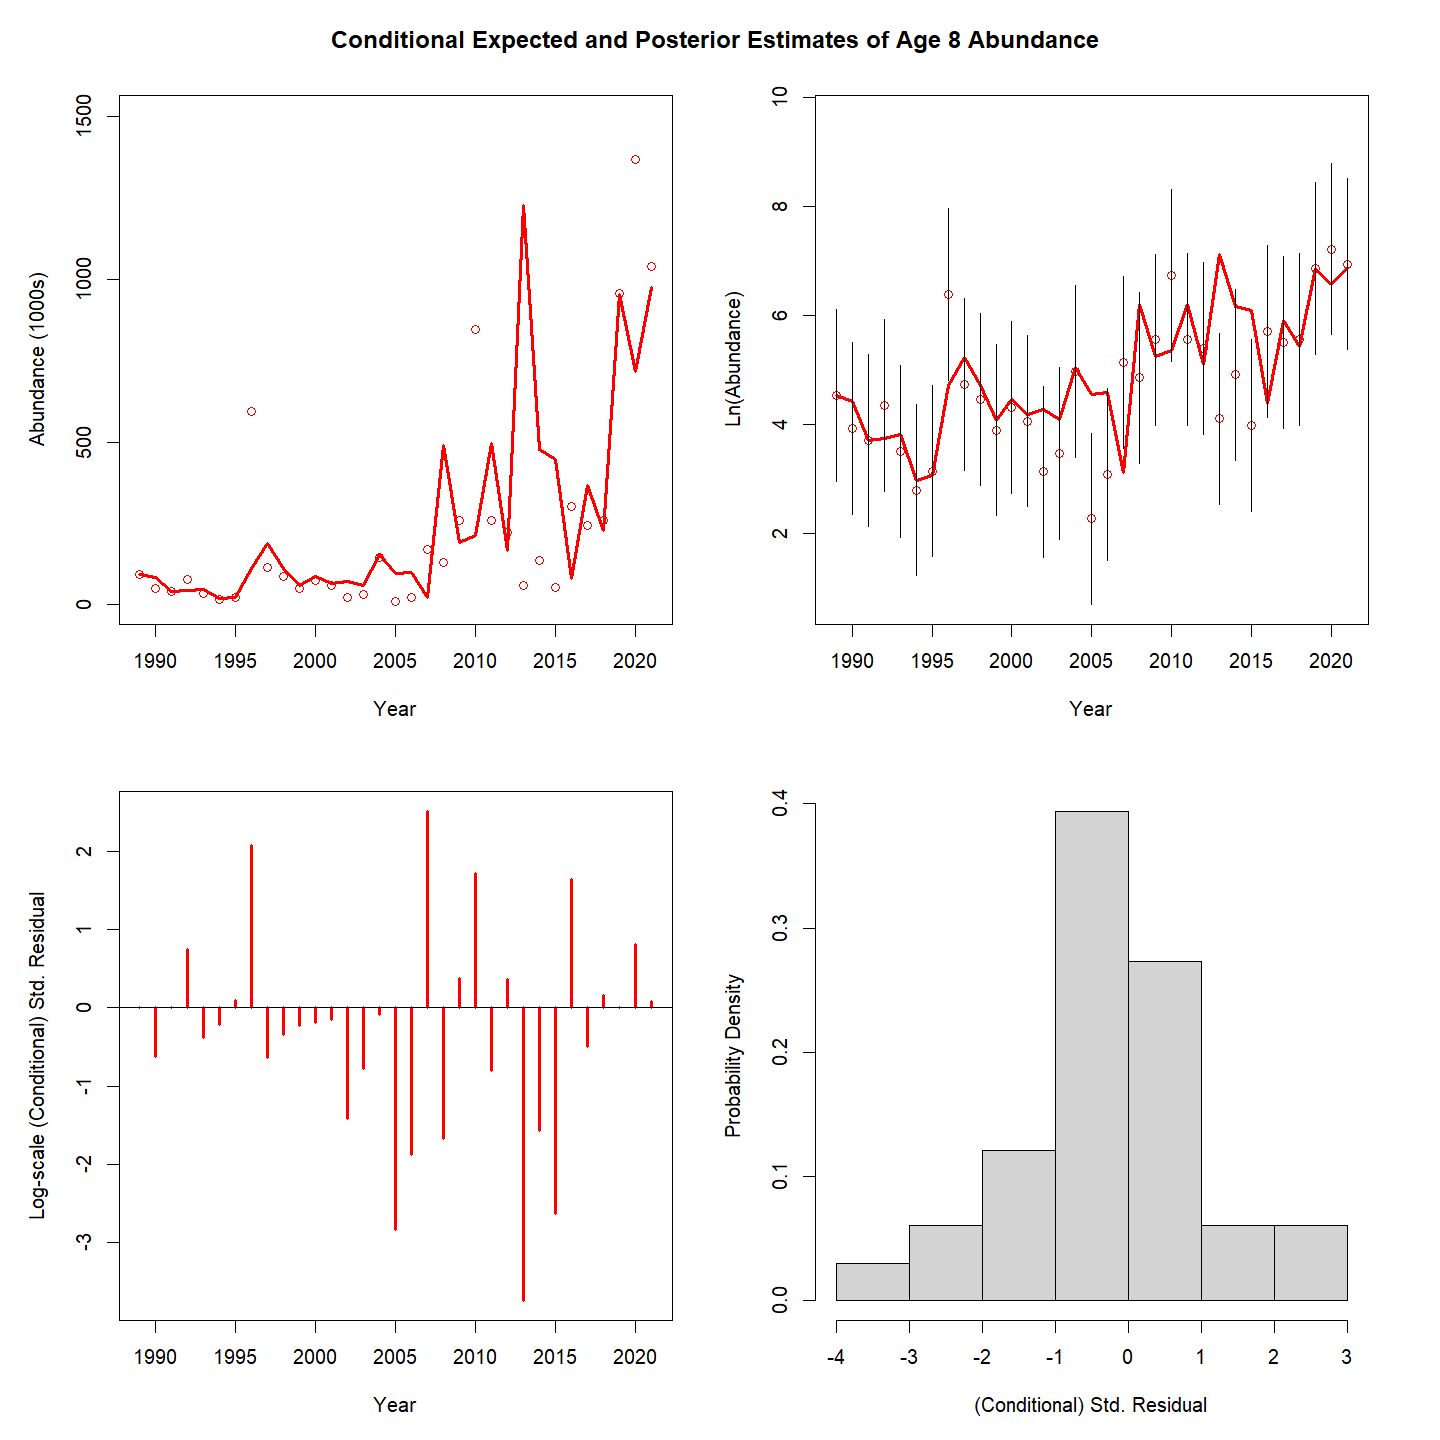 Conditional Expected and Posterior Estimates of Age 8 Abundance
Abundance (1000s)
0 500 1000 1500
1990 1995 2000 2005 2010 2015 2020
Year
Ln(Abundance)
2 4 6 8 10
1990 1995 2000 2005 2010 2015 2020
Year
Log-scale (Conditional) Std. Residual
-3 -2 -1 0 1 2
1990 1995 2000 2005 2010 2015 2020
Year
Probability Density
0.0 0.1 0.2 0.3 0.4
-4 -3 -2 -1 0 1 2 3
(Conditional) Std. Residual